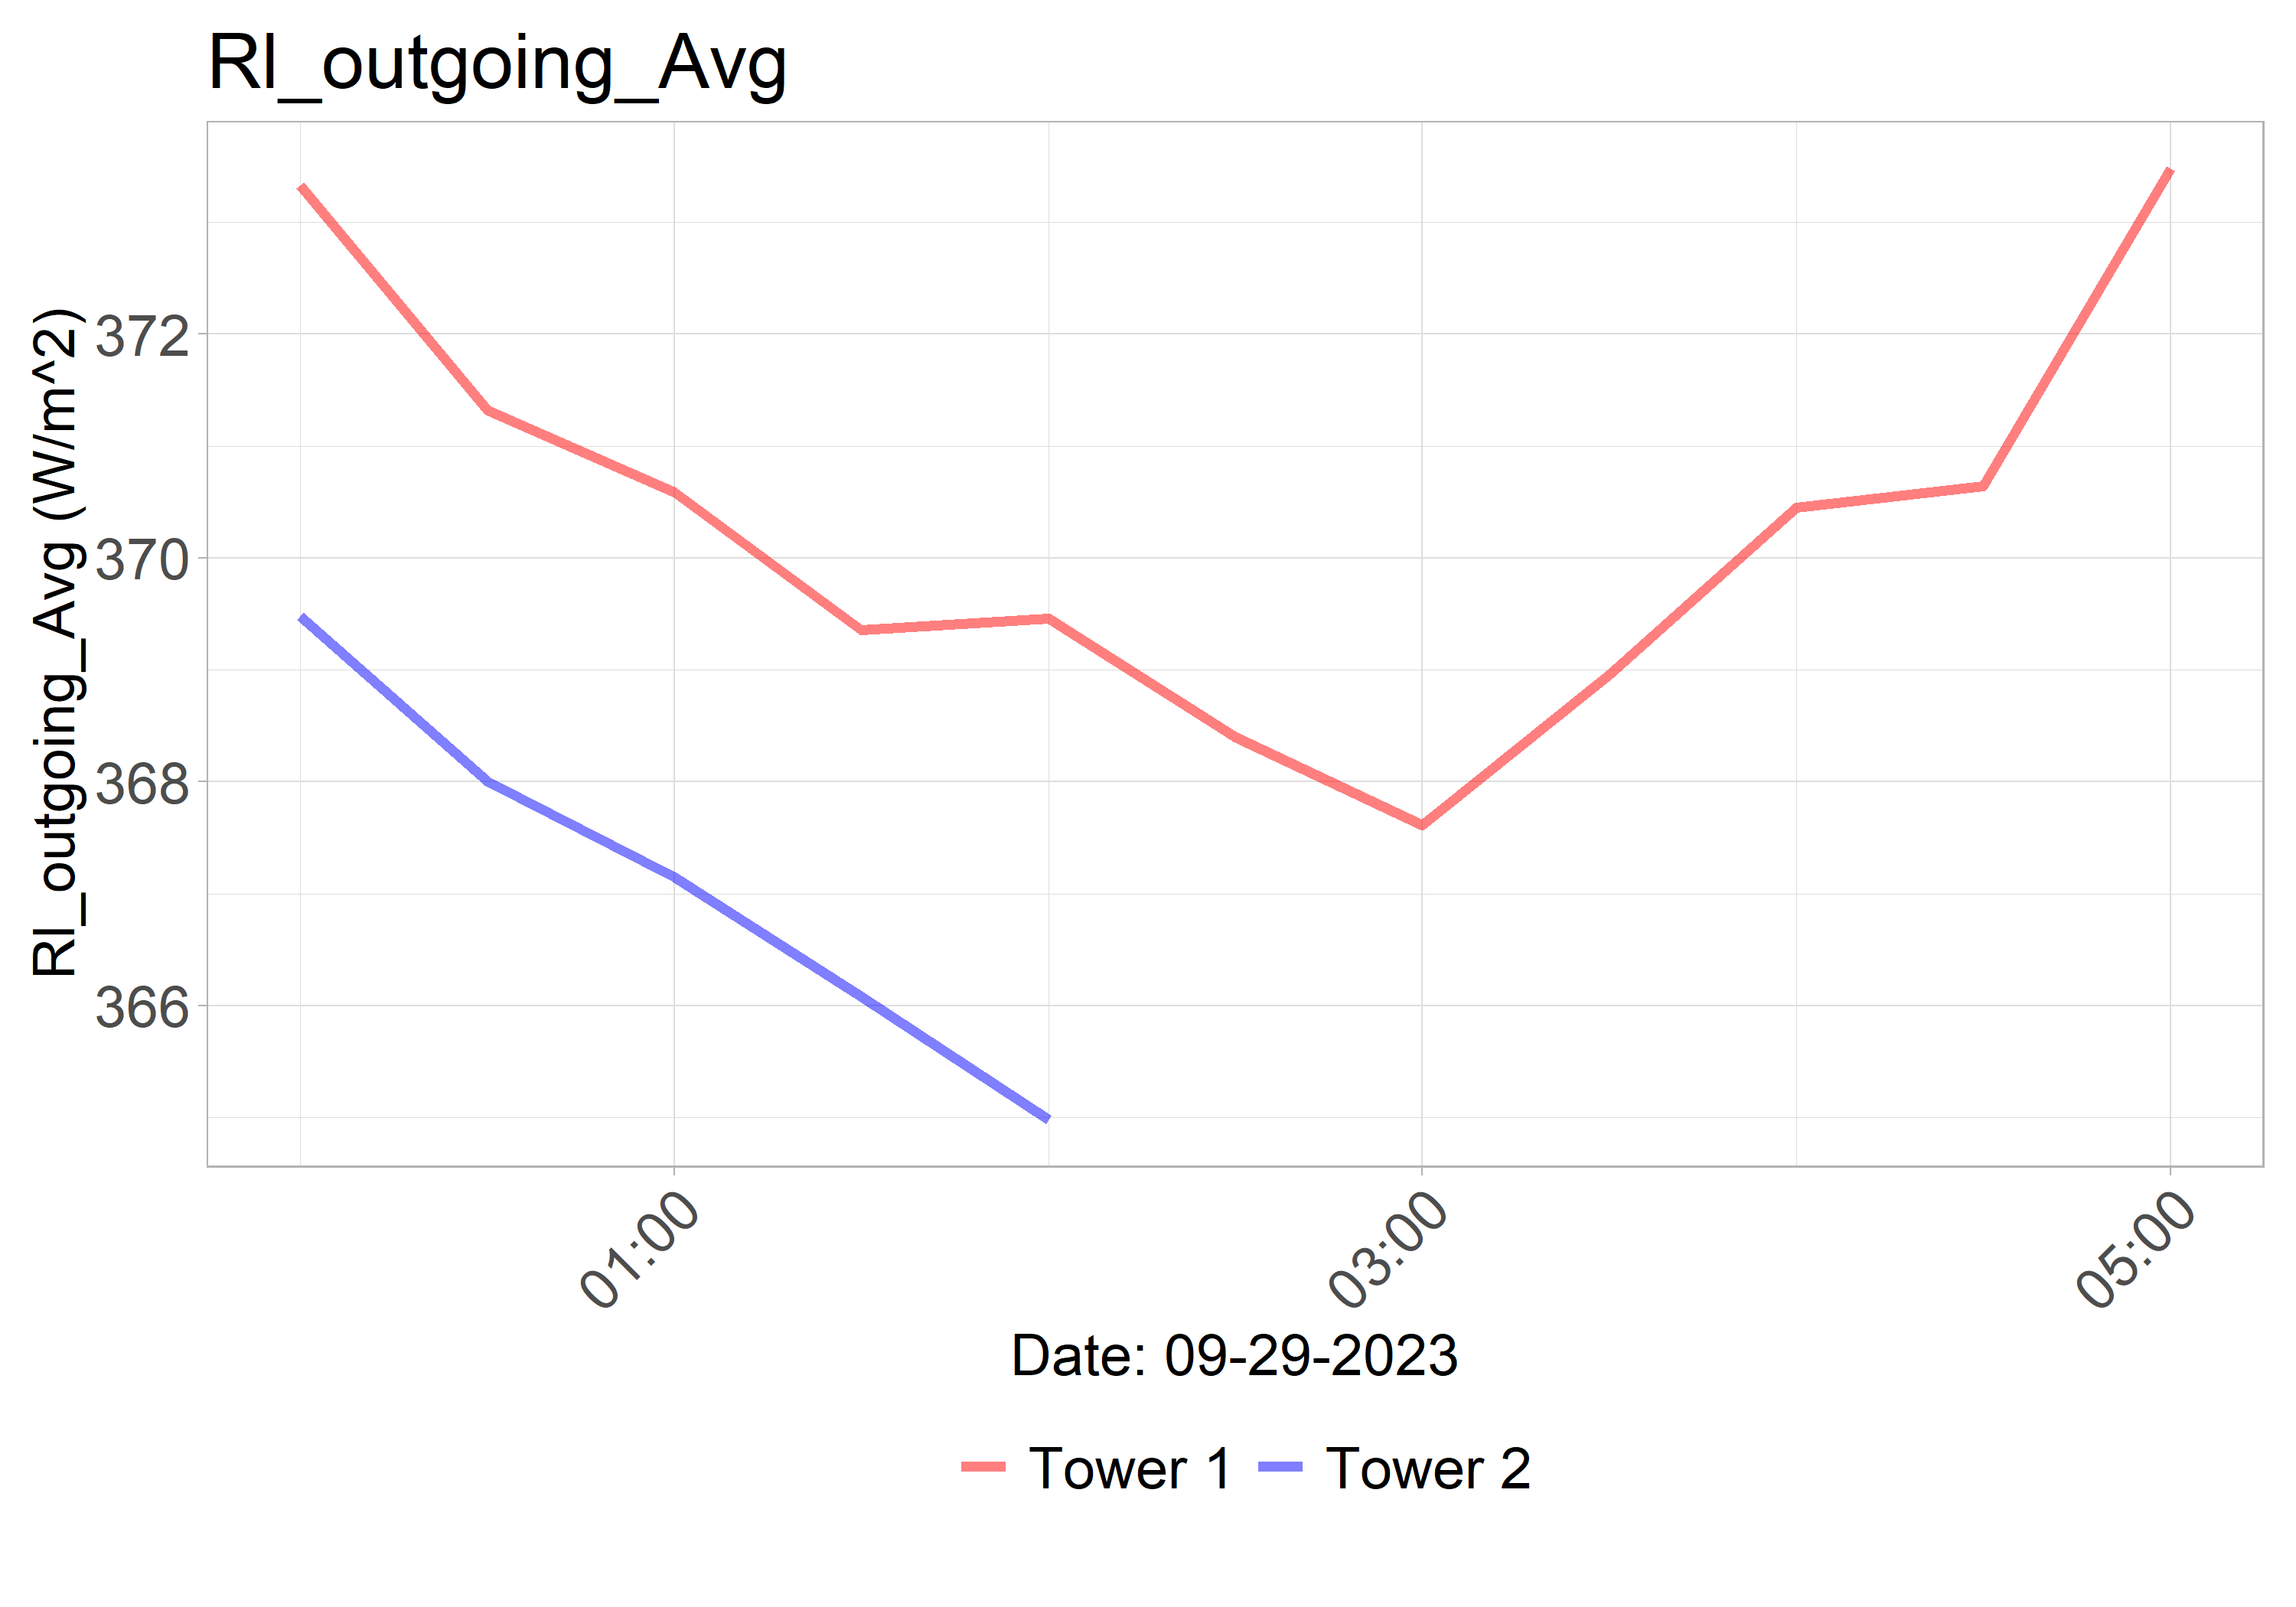 Rl_outgoing_Avg
Rl_outgoing_Avg (W/m^2)
372
370
368
366
01:00
03:00
05:00
Date: 09-29-2023
Tower 1
Tower 2